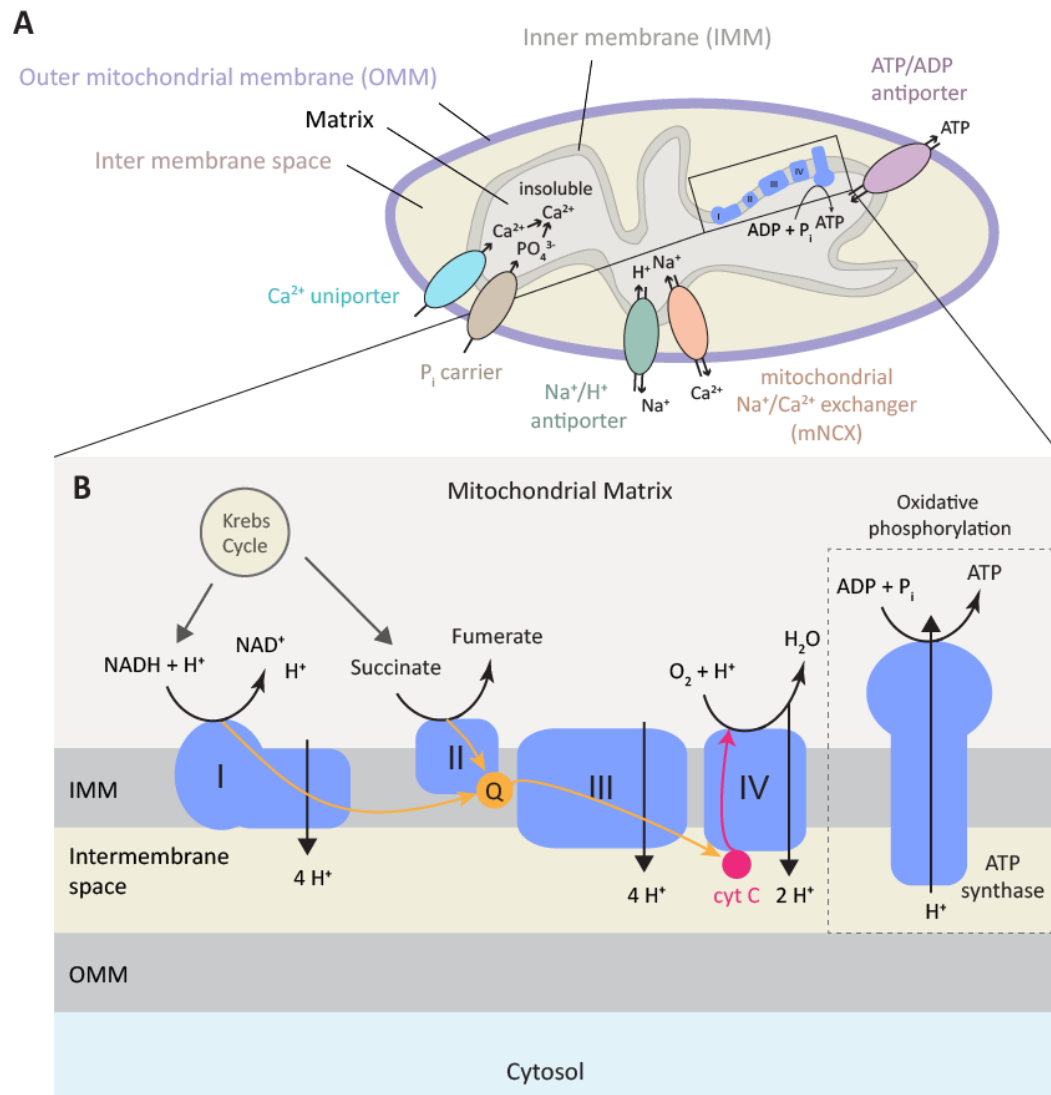 A
Inner membrane (IMM)
Outer mitochondrial membrane (OMM)
ATP/ADP
antiporter
Matrix
ATP
Inter membrane space
insoluble
Ca²⁺
Ca²⁺
PO₄³⁻
I
II
III
IV
ADP + Pᵢ
ATP
H⁺
Na⁺
Ca²⁺ uniporter
Pᵢ carrier
Na⁺/H⁺
antiporter
Na⁺
Ca²⁺
mitochondrial
Na⁺/Ca²⁺ exchanger
(mNCX)
B
Mitochondrial Matrix
Krebs
Cycle
Oxidative
phosphorylation
ADP + Pᵢ
ATP
NADH + H⁺
NAD⁺
H⁺
Succinate
Fumerate
O₂ + H⁺
H₂O
I
II
Q
III
IV
IMM
Intermembrane
space
4 H⁺
4 H⁺
cyt C
2 H⁺
H⁺
ATP
synthase
OMM
Cytosol